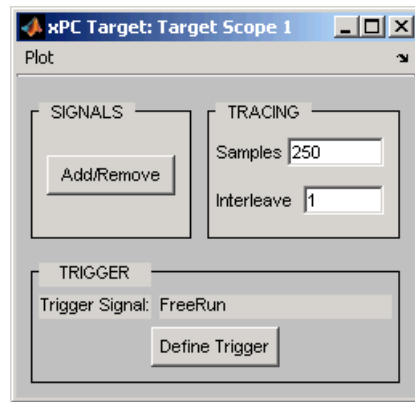 xPC Target: Target Scope 1
Plot
SIGNALS
Add/Remove
TRACING
Samples 250
Interleave 1
TRIGGER
Trigger Signal: FreeRun
Define Trigger